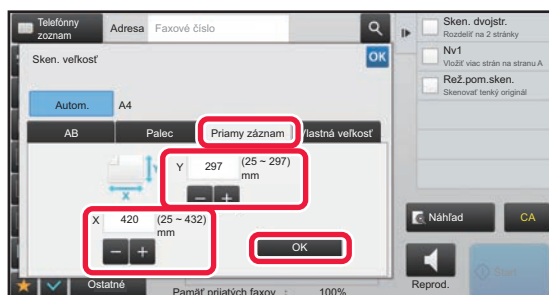 Telefónny
zoznam
Adresa
Faxové číslo
Sken. veľkosť
OK
Autom.
A4
AB
Palec
Priamy záznam
Vlastná veľkosť
Y
Y
297
(25 ~ 297)
mm
X
X
420
(25 ~ 432)
mm
OK
Ostatné
Pamäť prijatých faxov :
100%
Sken. dvojstr.
Rozdeliť na 2 stránky
Nv1
Vložiť viac strán na stranu A
Rež.pom.sken.
Skenovať tenký originál
Náhľad
CA
Reprod.
Štart